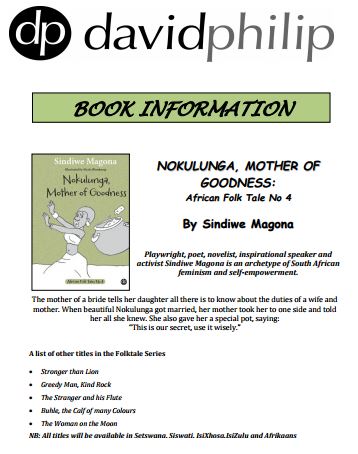 dp davidphilip
BOOK INFORMATION
Sindiwe Magona
Nokulunga,
Mother of Goodness
African Folk Tale No.4
NOKULUNGA, MOTHER OF
GOODNESS:
African Folk Tale No 4
By Sindiwe Magona
Playwright, poet, novelist, inspirational speaker and
activist Sindiwe Magona is an archetype of South African
feminism and self-empowerment.
The mother of a bride tells her daughter all there is to know about the duties of a wife and
mother. When beautiful Nokulunga got married, her mother took her to one side and told
her all she knew. She also gave her a special pot, saying:
"This is our secret, use it wisely."
A list of other titles in the Folktale Series
• Stronger than Lion
• Greedy Man, Kind Rock
• The Stranger and his Flute
• Buhle, the Calf of many Colours
• The Woman on the Moon
NB: All titles will be available in Setswana, Siswati, IsiXhosa,IsiZulu and Afrikaans